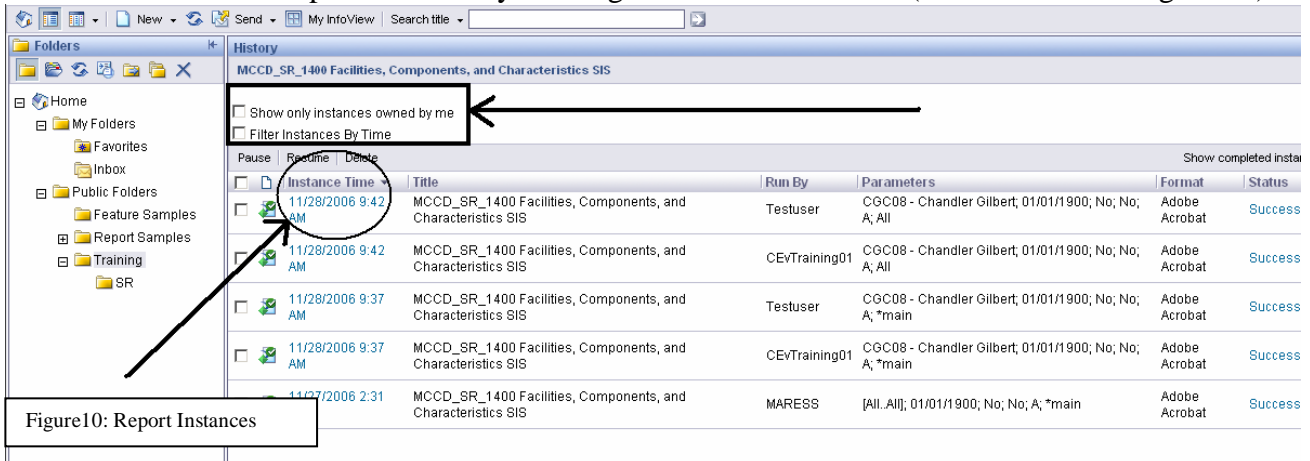 New Send My InfoView Search title
Folders
History
MCCD_SR_1400 Facilities, Components, and Characteristics SIS
Home
My Folders
Favorites
Inbox
Public Folders
Feature Samples
Report Samples
Training
SR
Show only instances owned by me
Filter Instances By Time
Pause Resume Delete Show completed
Instance Time Title Run By Parameters Format Status
11/28/2006 9:42 MCCD_SR_1400 Facilities, Components, and Testuser CGC08 - Chandler Gilbert; 01/01/1900; No; No; Adobe Success
AM Characteristics SIS A; All Acrobat
11/28/2006 9:42 MCCD_SR_1400 Facilities, Components, and CEvTraining01 CGC08 - Chandler Gilbert; 01/01/1900; No; No; Adobe Success
AM Characteristics SIS A; All Acrobat
11/28/2006 9:37 MCCD_SR_1400 Facilities, Components, and Testuser CGC08 - Chandler Gilbert; 01/01/1900; No; No; Adobe Success
AM Characteristics SIS A; *main Acrobat
11/28/2006 9:37 MCCD_SR_1400 Facilities, Components, and CEvTraining01 CGC08 - Chandler Gilbert; 01/01/1900; No; No; Adobe Success
AM Characteristics SIS A; *main Acrobat
11/27/2006 2:31 MCCD_SR_1400 Facilities, Components, and MARESS [All..All]; 01/01/1900; No; No; A; *main Adobe Success
Characteristics SIS Acrobat
Figure10: Report Instances